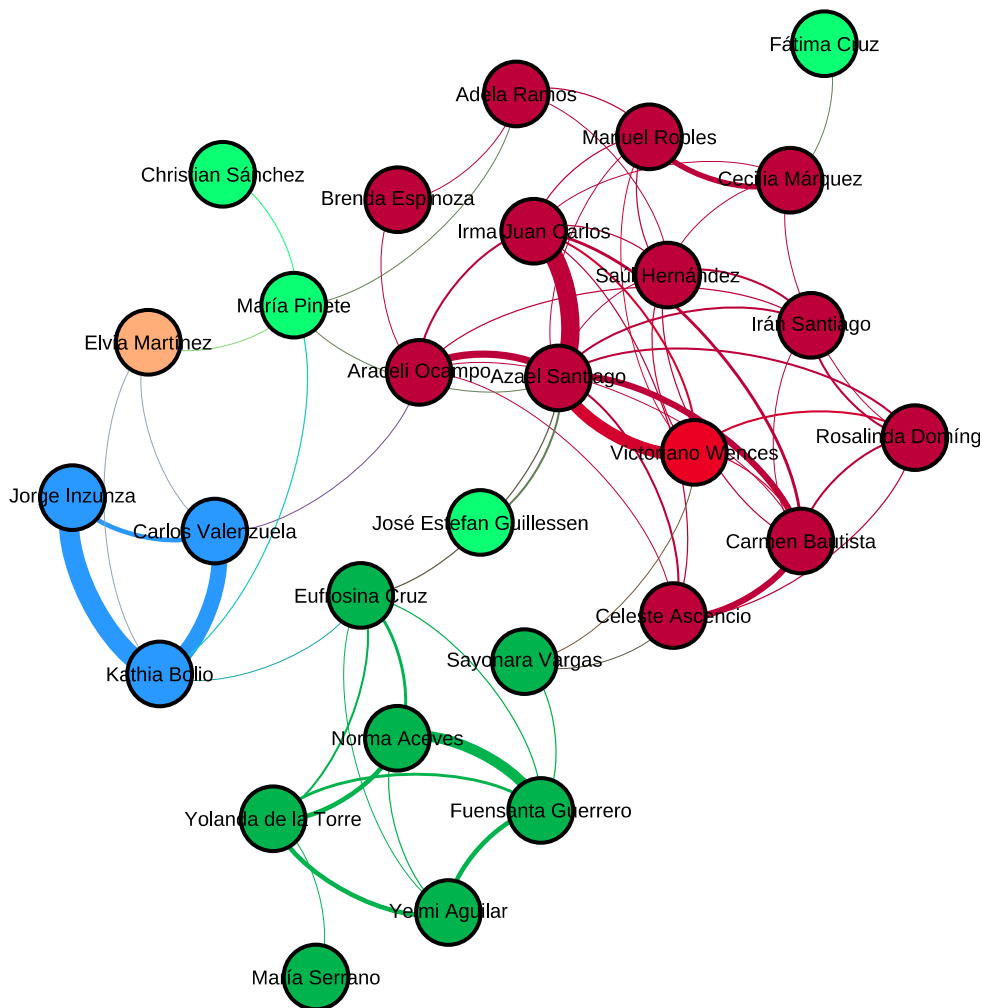 Fátima Cruz
Adela Ramos
Manuel Robles
Christian Sánchez
Cecilia Márquez
Brenda Espinoza
Irma Juan Carlos
Saúl Hernández
María Pinete
Irán Santiago
Elvia Martínez
Araceli Ocampo
Azael Santiago
Rosalinda Domíng
Victoriano Wences
Jorge Inzunza
José Estefan Guillessen
Carlos Valenzuela
Carmen Bautista
Eufrosina Cruz
Celeste Ascencio
Sayonara Vargas
Kathia Bolio
Norma Aceves
Fuensanta Guerrero
Yolanda de la Torre
Yeimi Aguilar
María Serrano